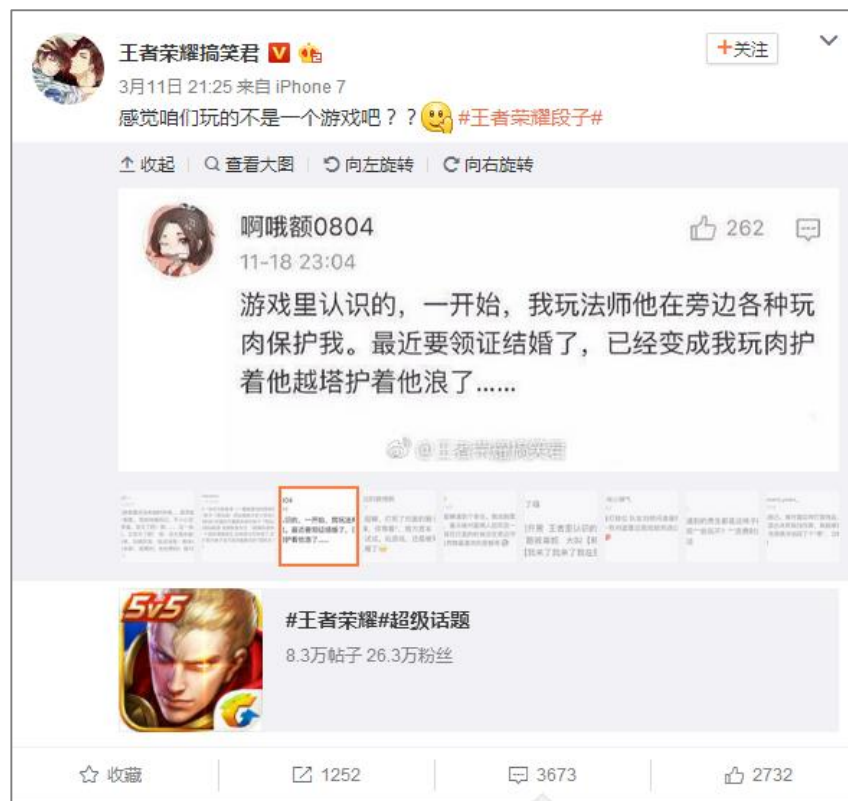 王者荣耀搞笑君
+关注
3月11日 21:25 来自 iPhone 7
感觉咱们玩的不是一个游戏吧？？#王者荣耀段子#
收起 查看大图 向左旋转 向右旋转
啊哦额0804
262
11-18 23:04
游戏里认识的，一开始，我玩法师他在旁边各种玩
肉保护我。最近要领证结婚了，已经变成我玩肉护
着他越塔护着他浪了......
@王者荣耀搞笑君
5v5
#王者荣耀#超级话题
8.3万帖子 26.3万粉丝
收藏 1252 3673 2732